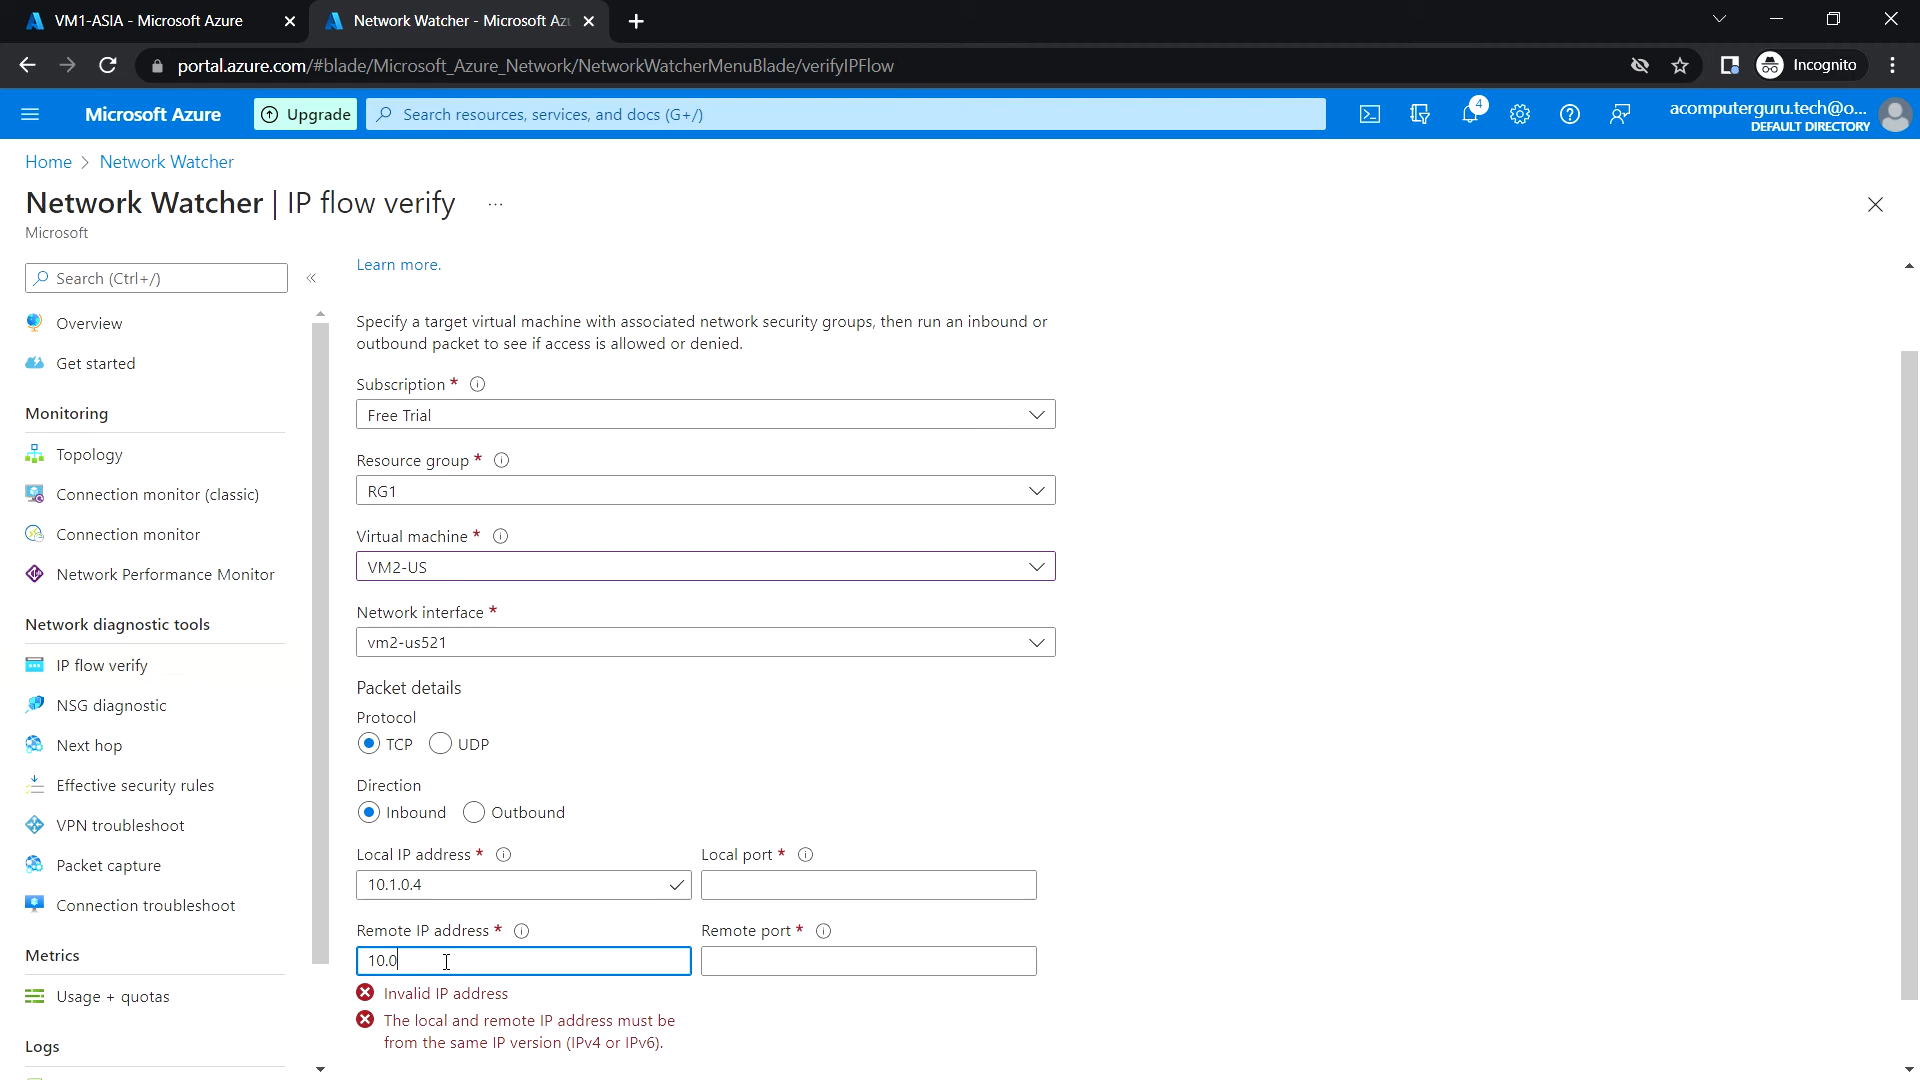 VM1-ASIA - Microsoft Azure
Network Watcher - Microsoft Az
portal.azure.com/#blade/Microsoft_Azure_Network/NetworkWatcherMenuBlade/verifyIPFlow
Incognito
Microsoft Azure
Upgrade
Search resources, services, and docs (G+/)
4
acomputerguru.tech@o...
DEFAULT DIRECTORY
Home > Network Watcher
Network Watcher | IP flow verify ...
Microsoft
Search (Ctrl+/)
«
Overview
Get started
Monitoring
Topology
Connection monitor (classic)
Connection monitor
Network Performance Monitor
Network diagnostic tools
IP flow verify
NSG diagnostic
Next hop
Effective security rules
VPN troubleshoot
Packet capture
Connection troubleshoot
Metrics
Usage + quotas
Logs
Learn more.
Specify a target virtual machine with associated network security groups, then run an inbound or
outbound packet to see if access is allowed or denied.
Subscription *
Free Trial
Resource group *
RG1
Virtual machine *
VM2-US
Network interface *
vm2-us521
Packet details
Protocol
TCP UDP
Direction
Inbound Outbound
Local IP address * Local port *
10.1.0.4
Remote IP address * Remote port *
10.0
Invalid IP address
The local and remote IP address must be
from the same IP version (IPv4 or IPv6).